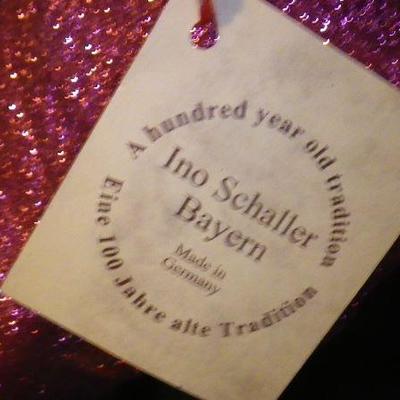 A hundred year old tradition
Ino Schaller
Bayern
Made in
Germany
Eine 100 Jahre alte Tradition